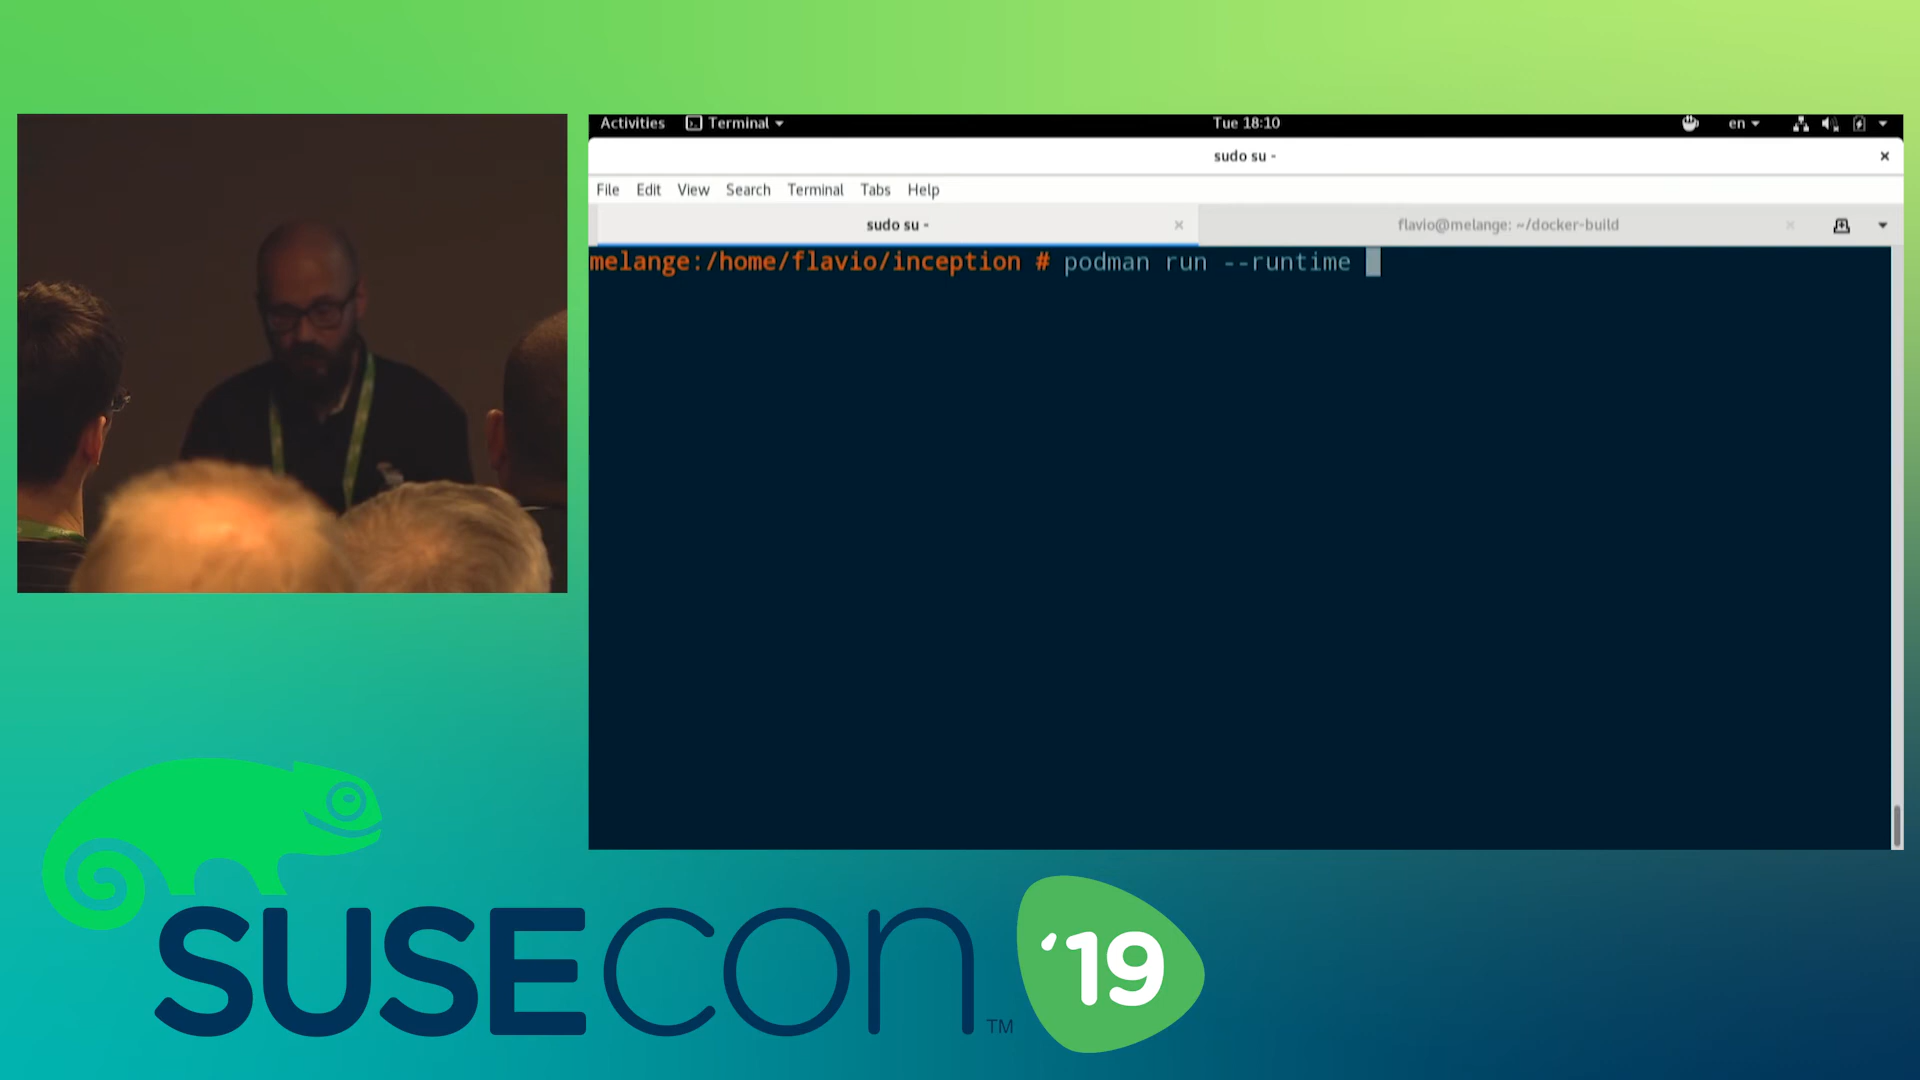 Activities Terminal Tue 18:10 en
sudo su -
File Edit View Search Terminal Tabs Help
sudo su - flavio@melange: ~/docker-build
melange:/home/flavio/inception # podman run --runtime
SUSECON TM '19